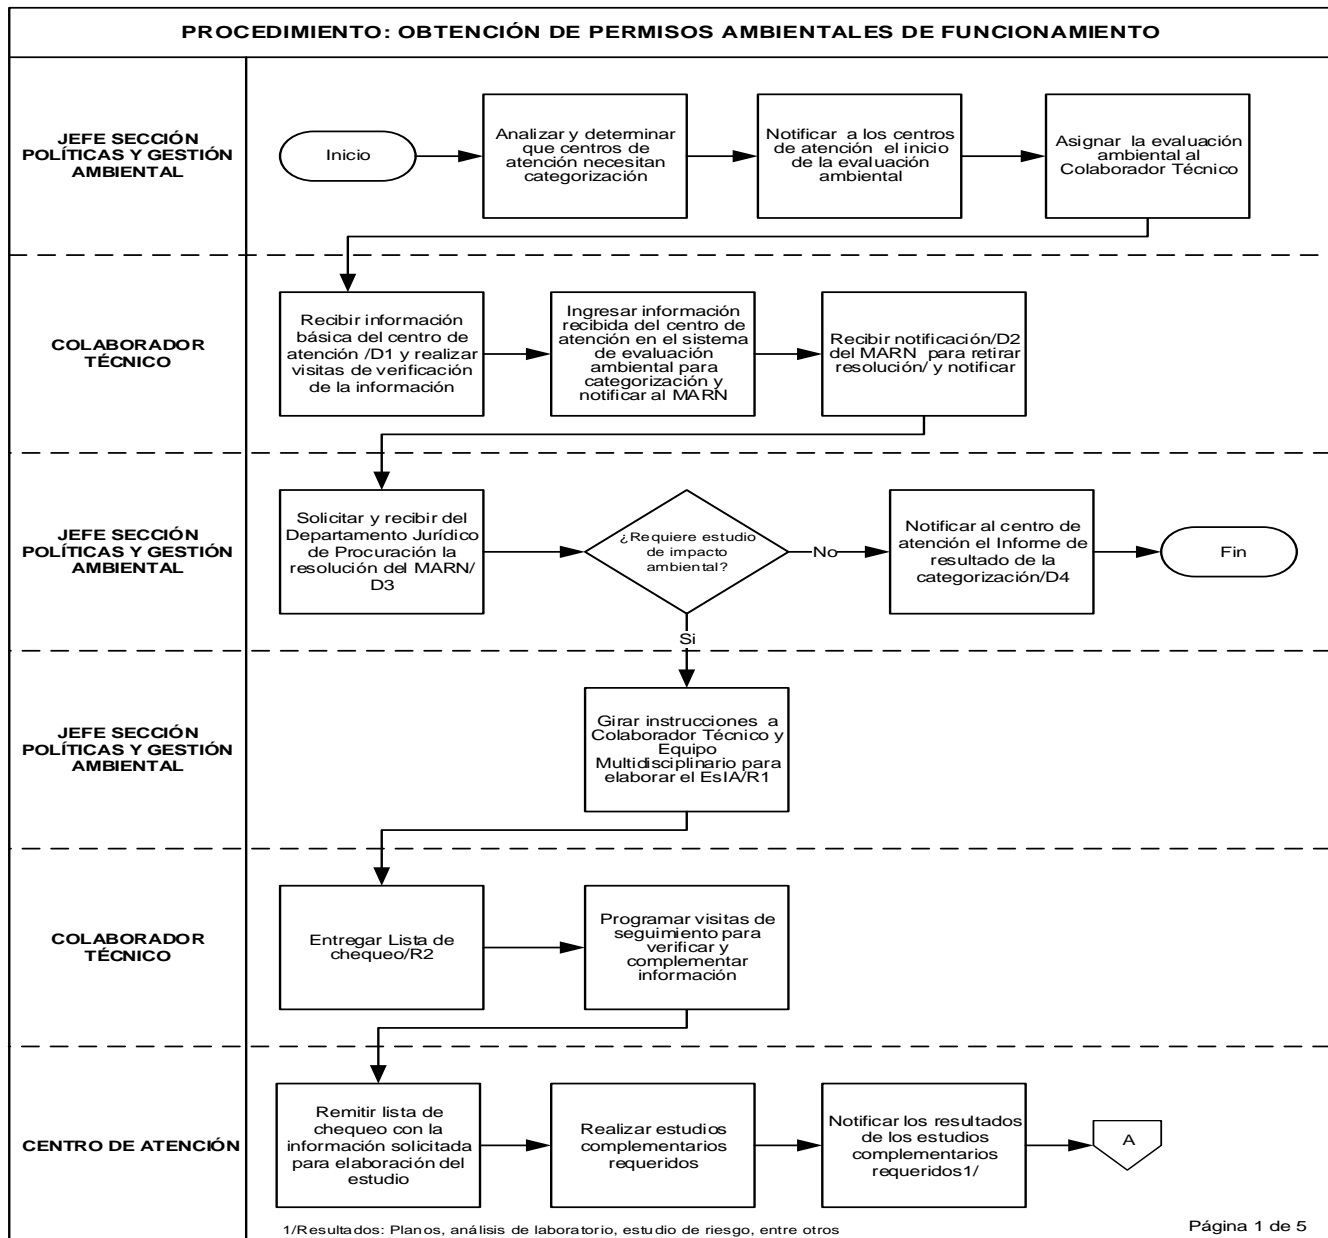 PROCEDIMIENTO: OBTENCIÓN DE PERMISOS AMBIENTALES DE FUNCIONAMIENTO
JEFE SECCIÓN
POLÍTICAS Y GESTIÓN
AMBIENTAL
Inicio
Analizar y determinar
que centros de
atención necesitan
categorización
Notificar a los centros
de atención el inicio
de la evaluación
ambiental
Asignar la evaluación
ambiental al
Colaborador Técnico
COLABORADOR
TÉCNICO
Recibir información
básica del centro de
atención /D1 y realizar
visitas de verificación
de la información
Ingresar información
recibida del centro de
atención en el sistema
de evaluación
ambiental para
categorización y
notificar al MARN
Recibir notificación/D2
del MARN para retirar
resolución/ y notificar
JEFE SECCIÓN
POLÍTICAS Y GESTIÓN
AMBIENTAL
Solicitar y recibir del
Departamento Jurídico
de Procuración la
resolución del MARN/
D3
¿Requiere estudio
de impacto
ambiental?
No
Notificar al centro de
atención el Informe de
resultado de la
categorización/D4
Fin
Si
JEFE SECCIÓN
POLÍTICAS Y GESTIÓN
AMBIENTAL
Girar instrucciones a
Colaborador Técnico y
Equipo
Multidisciplinario para
elaborar el EsIA/R1
COLABORADOR
TÉCNICO
Entregar Lista de
chequeo/R2
Programar visitas de
seguimiento para
verificar y
complementar
información
CENTRO DE ATENCIÓN
Remitir lista de
chequeo con la
información solicitada
para elaboración del
estudio
Realizar estudios
complementarios
requeridos
Notificar los resultados
de los estudios
complementarios
requeridos1/
A
1/Resultados: Planos, análisis de laboratorio, estudio de riesgo, entre otros
Página 1 de 5